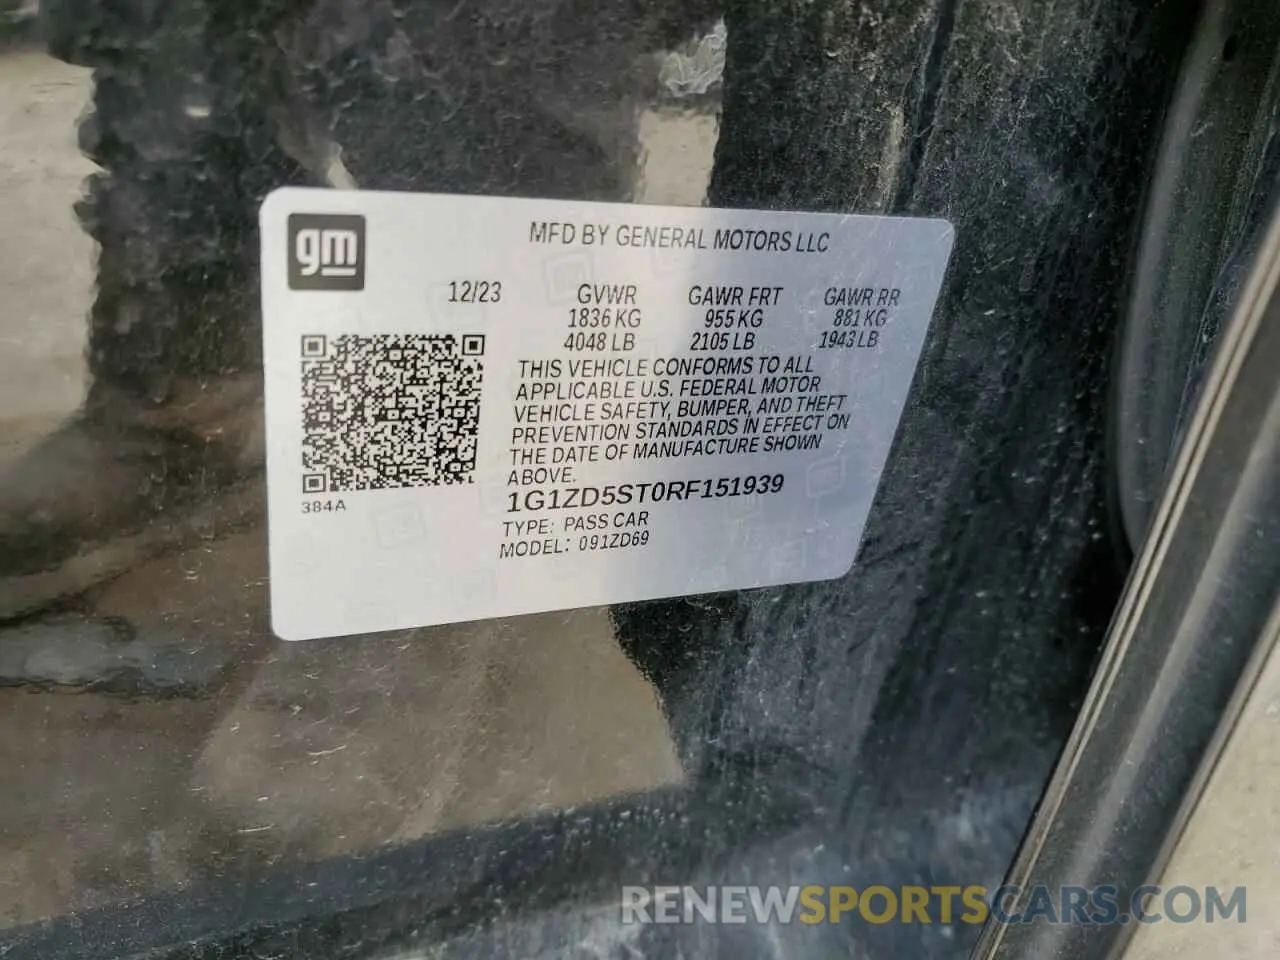 gm
MFD BY GENERAL MOTORS LLC
12/23 GVWR GAWR FRT GAWR RR
1836 KG 955 KG 881 KG
4048 LB 2105 LB 1943 LB
THIS VEHICLE CONFORMS TO ALL
APPLICABLE U.S. FEDERAL MOTOR
VEHICLE SAFETY, BUMPER, AND THEFT
PREVENTION STANDARDS IN EFFECT ON
THE DATE OF MANUFACTURE SHOWN
ABOVE.
384A
1G1ZD5ST0RF151939
TYPE: PASS CAR
MODEL: 091ZD69
RENEWSPORTSCARS.COM